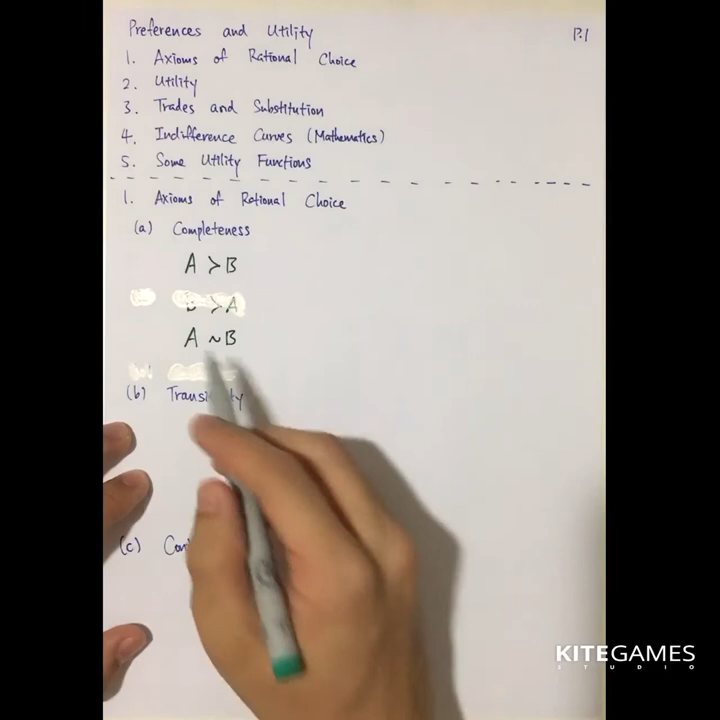 Preferences and Utility
P.1
1. Axioms of Rational Choice
2. Utility
3. Trades and Substitution
4. Indifference Curves (Mathematics)
5. Some Utility Functions
1. Axioms of Rational Choice
(a) Completeness
A ≻ B
≻ A
A ~ B
(b)
(c)
KITEGAMES
STUDIO